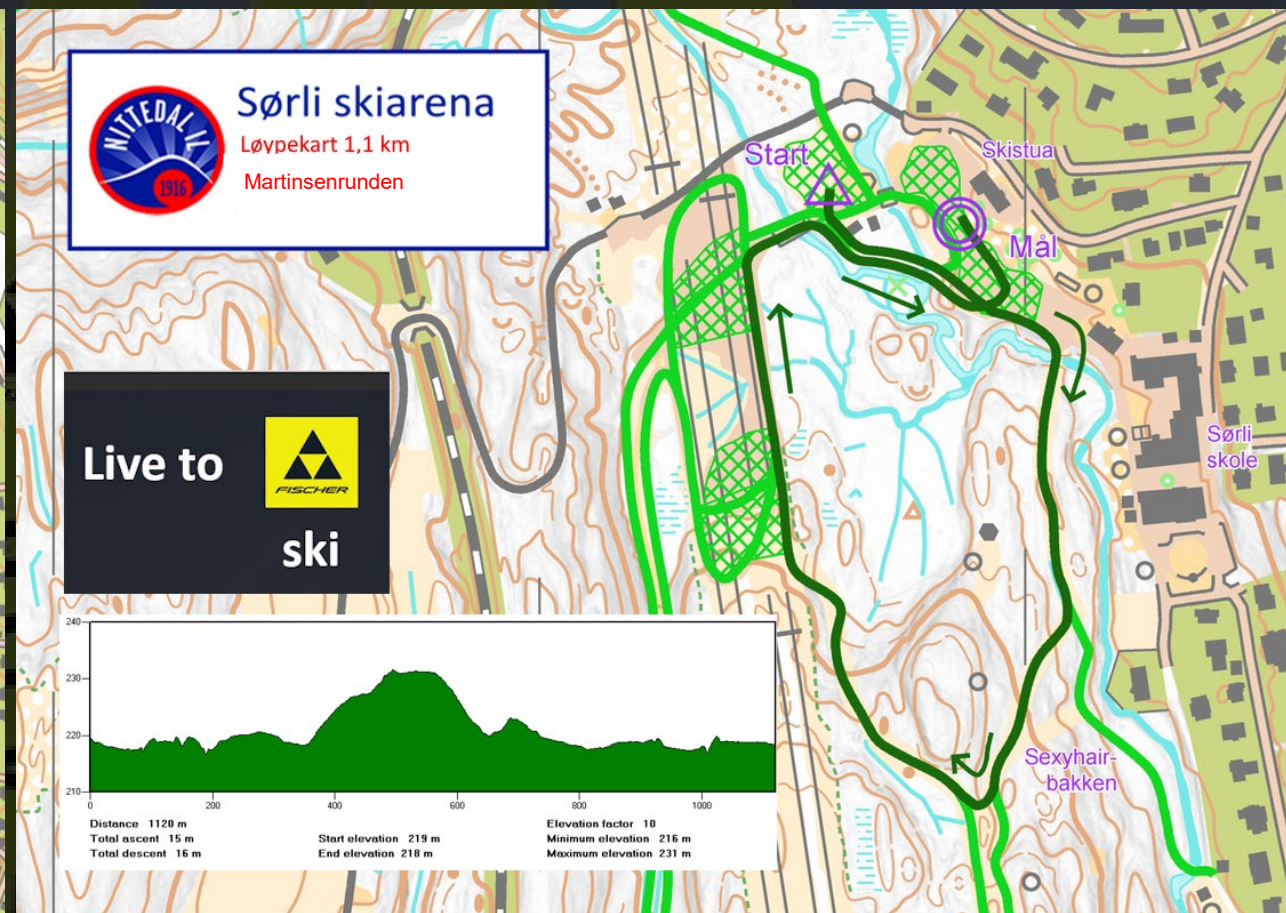 NITTEDAL IL
1916
Sørli skiarena
Løypekart 1,1 km
Martinsenrunden
Start
Skistua
Mål
Sørli
skole
Live to
FISCHER
ski
Sexyhair-
bakken
240
230
220
210
0 200 400 600 800 1000
Distance 1120 m
Total ascent 15 m
Total descent 16 m
Start elevation 219 m
End elevation 218 m
Elevation factor 10
Minimum elevation 216 m
Maximum elevation 231 m